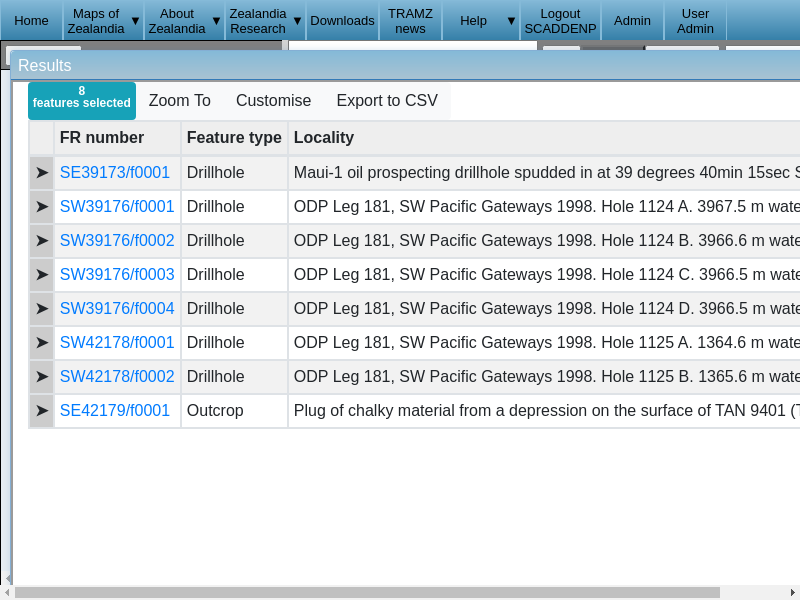 Home
Maps of
Zealandia ▼
About
Zealandia ▼
Zealandia
Research ▼
Downloads
TRAMZ
news
Help ▼
Logout
SCADDENP
Admin
User
Admin
Results
8
features selected
Zoom To
Customise
Export to CSV
FR number Feature type Locality
➤ SE39173/f0001 Drillhole Maui-1 oil prospecting drillhole spudded in at 39 degrees 40min 15sec S
➤ SW39176/f0001 Drillhole ODP Leg 181, SW Pacific Gateways 1998. Hole 1124 A. 3967.5 m wate
➤ SW39176/f0002 Drillhole ODP Leg 181, SW Pacific Gateways 1998. Hole 1124 B. 3966.6 m wate
➤ SW39176/f0003 Drillhole ODP Leg 181, SW Pacific Gateways 1998. Hole 1124 C. 3966.5 m wate
➤ SW39176/f0004 Drillhole ODP Leg 181, SW Pacific Gateways 1998. Hole 1124 D. 3966.5 m wate
➤ SW42178/f0001 Drillhole ODP Leg 181, SW Pacific Gateways 1998. Hole 1125 A. 1364.6 m wate
➤ SW42178/f0002 Drillhole ODP Leg 181, SW Pacific Gateways 1998. Hole 1125 B. 1365.6 m wate
➤ SE42179/f0001 Outcrop Plug of chalky material from a depression on the surface of TAN 9401 (T